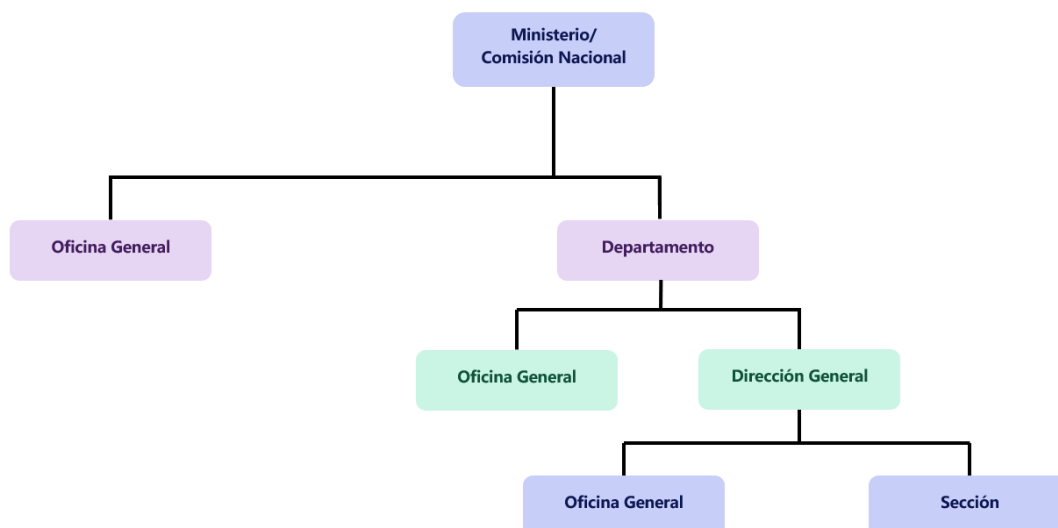 Ministerio/
Comisión Nacional
Oficina General
Departamento
Oficina General
Dirección General
Oficina General
Sección